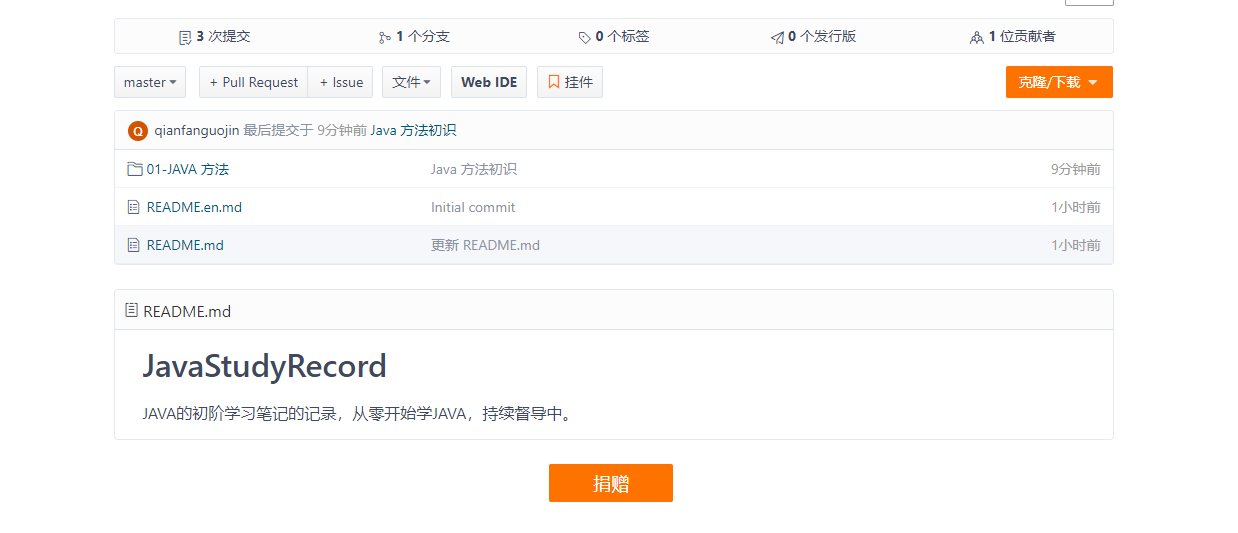 3 次提交 1 个分支 0 个标签 0 个发行版 1 位贡献者
master + Pull Request + Issue 文件 Web IDE 挂件 克隆/下载
Q qianfanguojin 最后提交于 9分钟前 Java 方法初识
01-JAVA 方法 Java 方法初识 9分钟前
README.en.md Initial commit 1小时前
README.md 更新 README.md 1小时前
README.md
JavaStudyRecord
JAVA的初阶学习笔记的记录，从零开始学JAVA，持续督导中。
捐赠